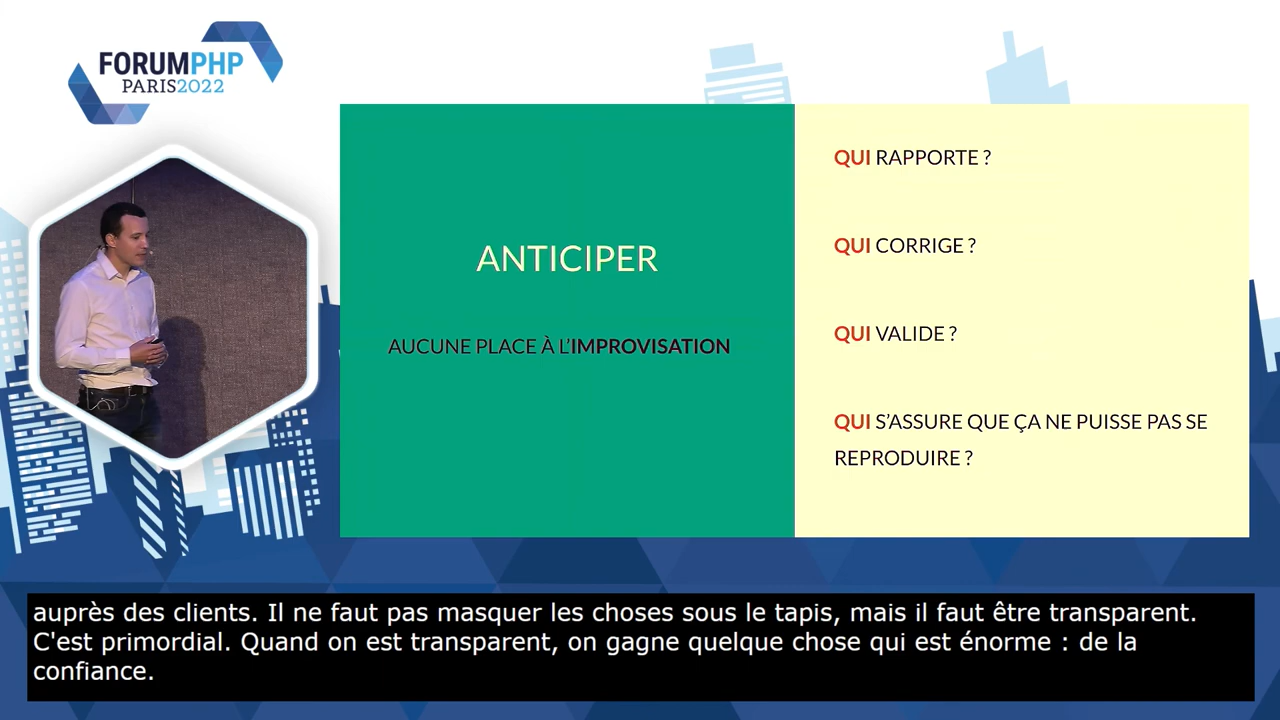 FORUMPHP
PARIS2022
ANTICIPER
AUCUNE PLACE À L'IMPROVISATION
QUI RAPPORTE ?
QUI CORRIGE ?
QUI VALIDE ?
QUI S'ASSURE QUE ÇA NE PUISSE PAS SE
REPRODUIRE ?
auprès des clients. Il ne faut pas masquer les choses sous le tapis, mais il faut être transparent.
C'est primordial. Quand on est transparent, on gagne quelque chose qui est énorme : de la
confiance.